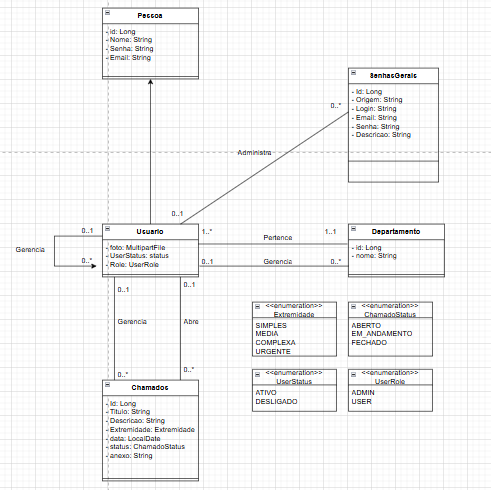 Pessoa
- id: Long
- Nome: String
- Senha: String
- Email: String
SenhasGerais
- Id: Long
- Origem: String
- Login: String
- Email: String
- Senha: String
- Descricao: String
0..*
Administra
0..1
Usuario
- foto: MultipartFile
- UserStatus: status
- Role: UserRole
0..1
Gerencia
0..*
1..*
1..1
Pertence
0..1
Gerencia
0..*
Departamento
- id: Long
- nome: String
0..1
0..1
Gerencia
Abre
0..*
0..*
Chamados
- Id: Long
- Titulo: String
- Descricao: String
- Extremidade: Extremidade
- data: LocalDate
- status: ChamadoStatus
- anexo: String
<<enumeration>>
Extremidade
SIMPLES
MEDIA
COMPLEXA
URGENTE
<<enumeration>>
ChamadoStatus
ABERTO
EM_ANDAMENTO
FECHADO
<<enumeration>>
UserStatus
ATIVO
DESLIGADO
<<enumeration>>
UserRole
ADMIN
USER